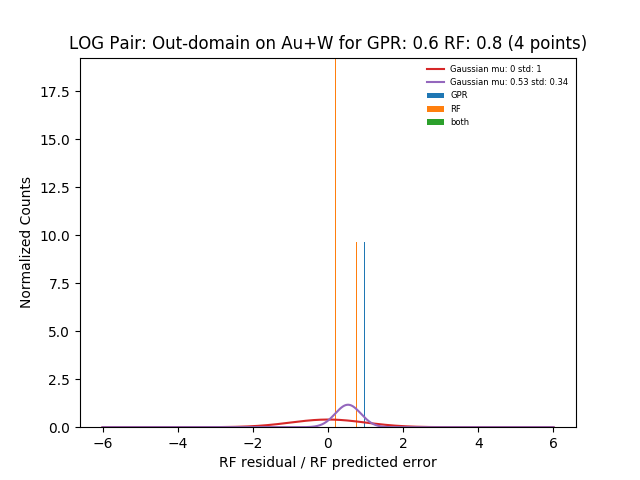 LOG Pair: Out-domain on Au+W for GPR: 0.6 RF: 0.8 (4 points)
Gaussian mu: 0 std: 1
Gaussian mu: 0.53 std: 0.34
GPR
RF
both
Normalized Counts
17.5
15.0
12.5
10.0
7.5
5.0
2.5
0.0
−6 −4 −2 0 2 4 6
RF residual / RF predicted error